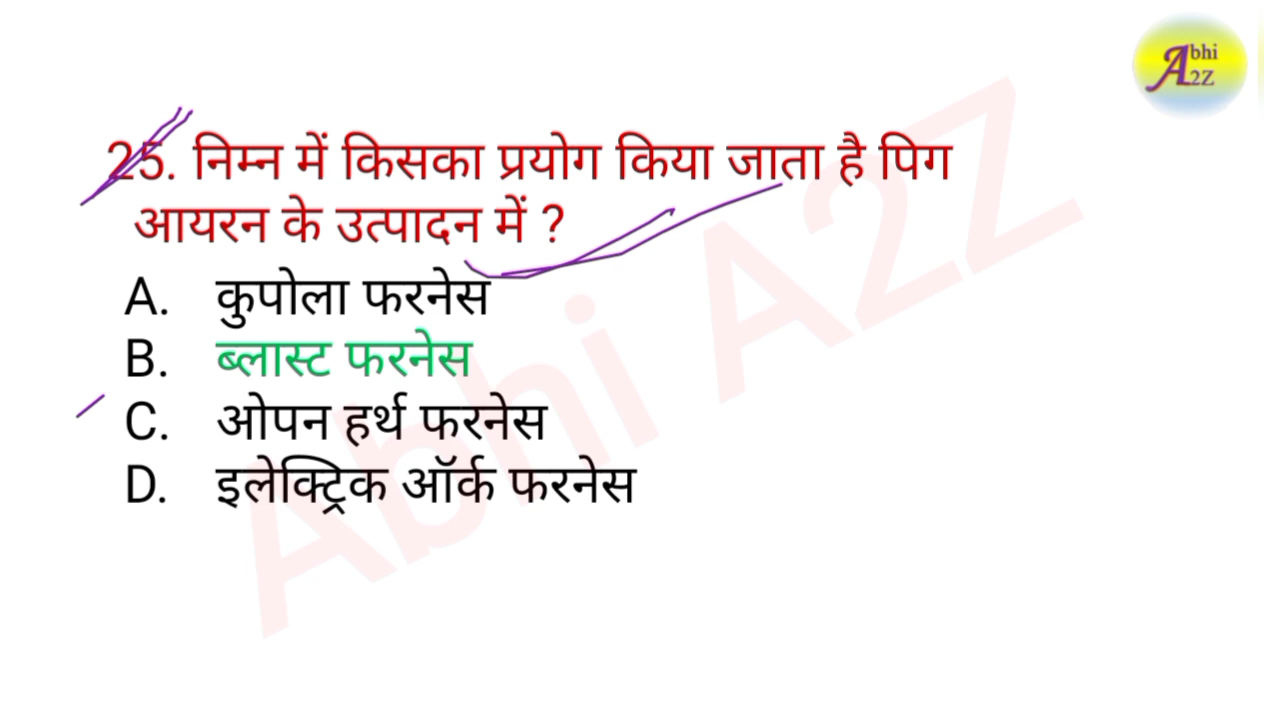 Abhi
A2Z
25. निम्न में किसका प्रयोग किया जाता है पिग
आयरन के उत्पादन में ?
A. कुपोला फरनेस
B. ब्लास्ट फरनेस
C. ओपन हर्थ फरनेस
D. इलेक्ट्रिक ऑर्क फरनेस
Abhi A2Z